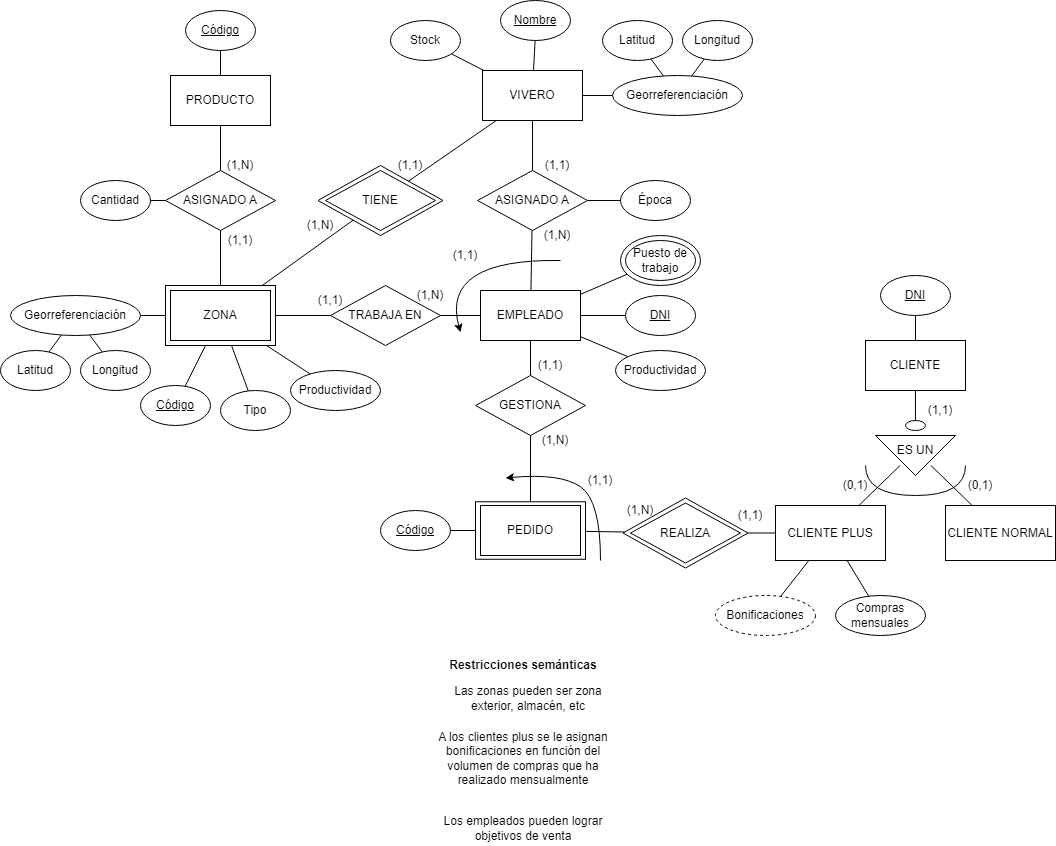 Código
Nombre
Stock
Latitud
Longitud
PRODUCTO
VIVERO
Georreferenciación
(1,N)
(1,1)
(1,1)
Cantidad
ASIGNADO A
TIENE
ASIGNADO A
Época
(1,1)
(1,N)
(1,N)
(1,1)
Puesto de
trabajo
Georreferenciación
ZONA
(1,1)
TRABAJA EN
(1,N)
EMPLEADO
DNI
DNI
Latitud
Longitud
Código
Tipo
Productividad
(1,1)
Productividad
CLIENTE
GESTIONA
(1,1)
(1,N)
ES UN
(1,1)
(0,1)
(0,1)
Código
PEDIDO
(1,N)
REALIZA
(1,1)
CLIENTE PLUS
CLIENTE NORMAL
Bonificaciones
Compras
mensuales
Restricciones semánticas
Las zonas pueden ser zona
exterior, almacén, etc
A los clientes plus se le asignan
bonificaciones en función del
volumen de compras que ha
realizado mensualmente
Los empleados pueden lograr
objetivos de venta